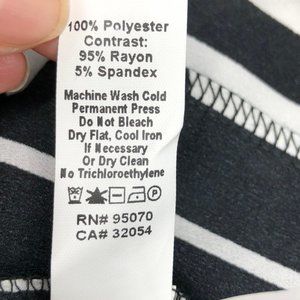 100% Polyester
Contrast:
95% Rayon
5% Spandex
Machine Wash Cold
Permanent Press
Do Not Bleach
Dry Flat, Cool Iron
If Necessary
Or Dry Clean
No Trichloroethylene
RN# 95070
CA# 32054